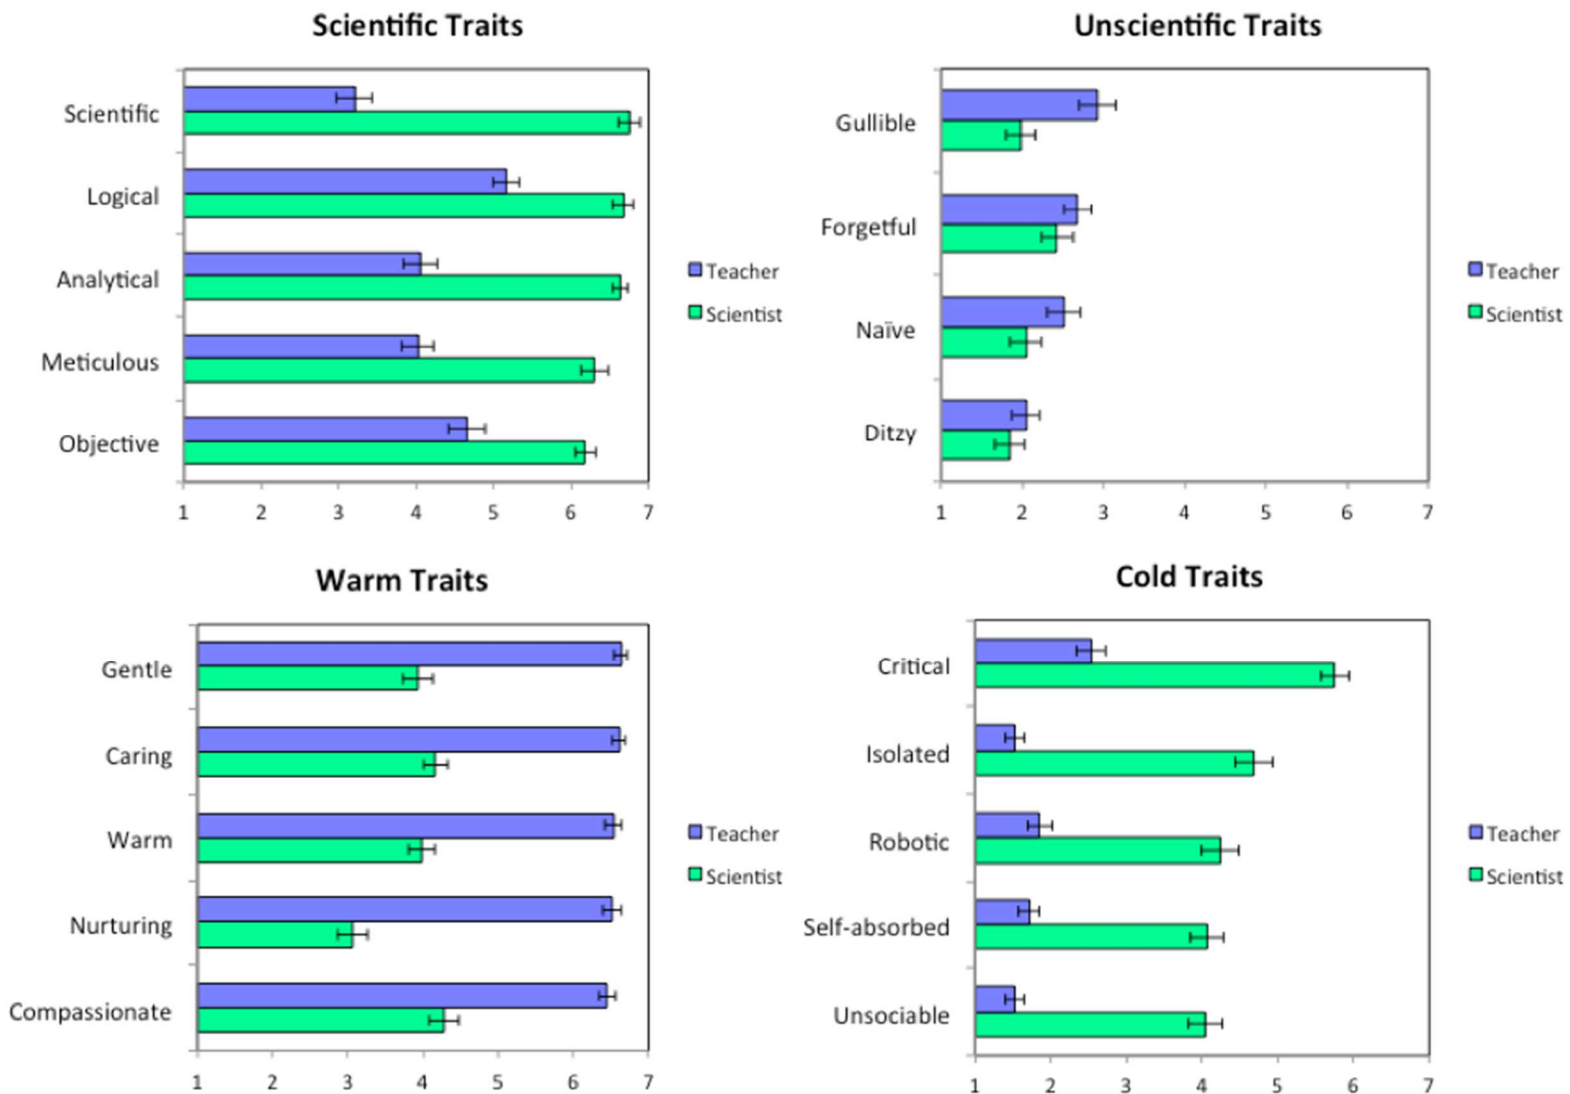 Scientific Traits
Scientific
Logical
Analytical
Meticulous
Objective
1 2 3 4 5 6 7
Teacher
Scientist
Unscientific Traits
Gullible
Forgetful
Naïve
Ditzy
1 2 3 4 5 6 7
Teacher
Scientist
Warm Traits
Gentle
Caring
Warm
Nurturing
Compassionate
1 2 3 4 5 6 7
Teacher
Scientist
Cold Traits
Critical
Isolated
Robotic
Self-absorbed
Unsociable
1 2 3 4 5 6 7
Teacher
Scientist